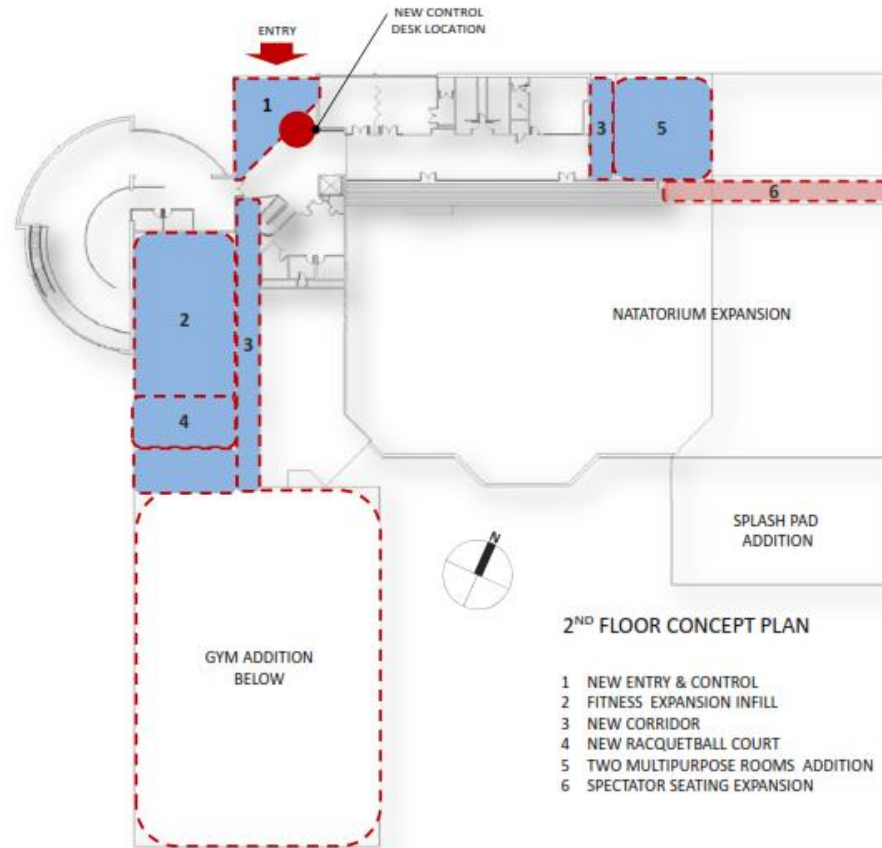 NEW CONTROL
DESK LOCATION
ENTRY
1
3
5
6
2
NATATORIUM EXPANSION
3
4
SPLASH PAD
ADDITION
N
GYM ADDITION
BELOW
2ND FLOOR CONCEPT PLAN
1 NEW ENTRY & CONTROL
2 FITNESS EXPANSION INFILL
3 NEW CORRIDOR
4 NEW RACQUETBALL COURT
5 TWO MULTIPURPOSE ROOMS ADDITION
6 SPECTATOR SEATING EXPANSION